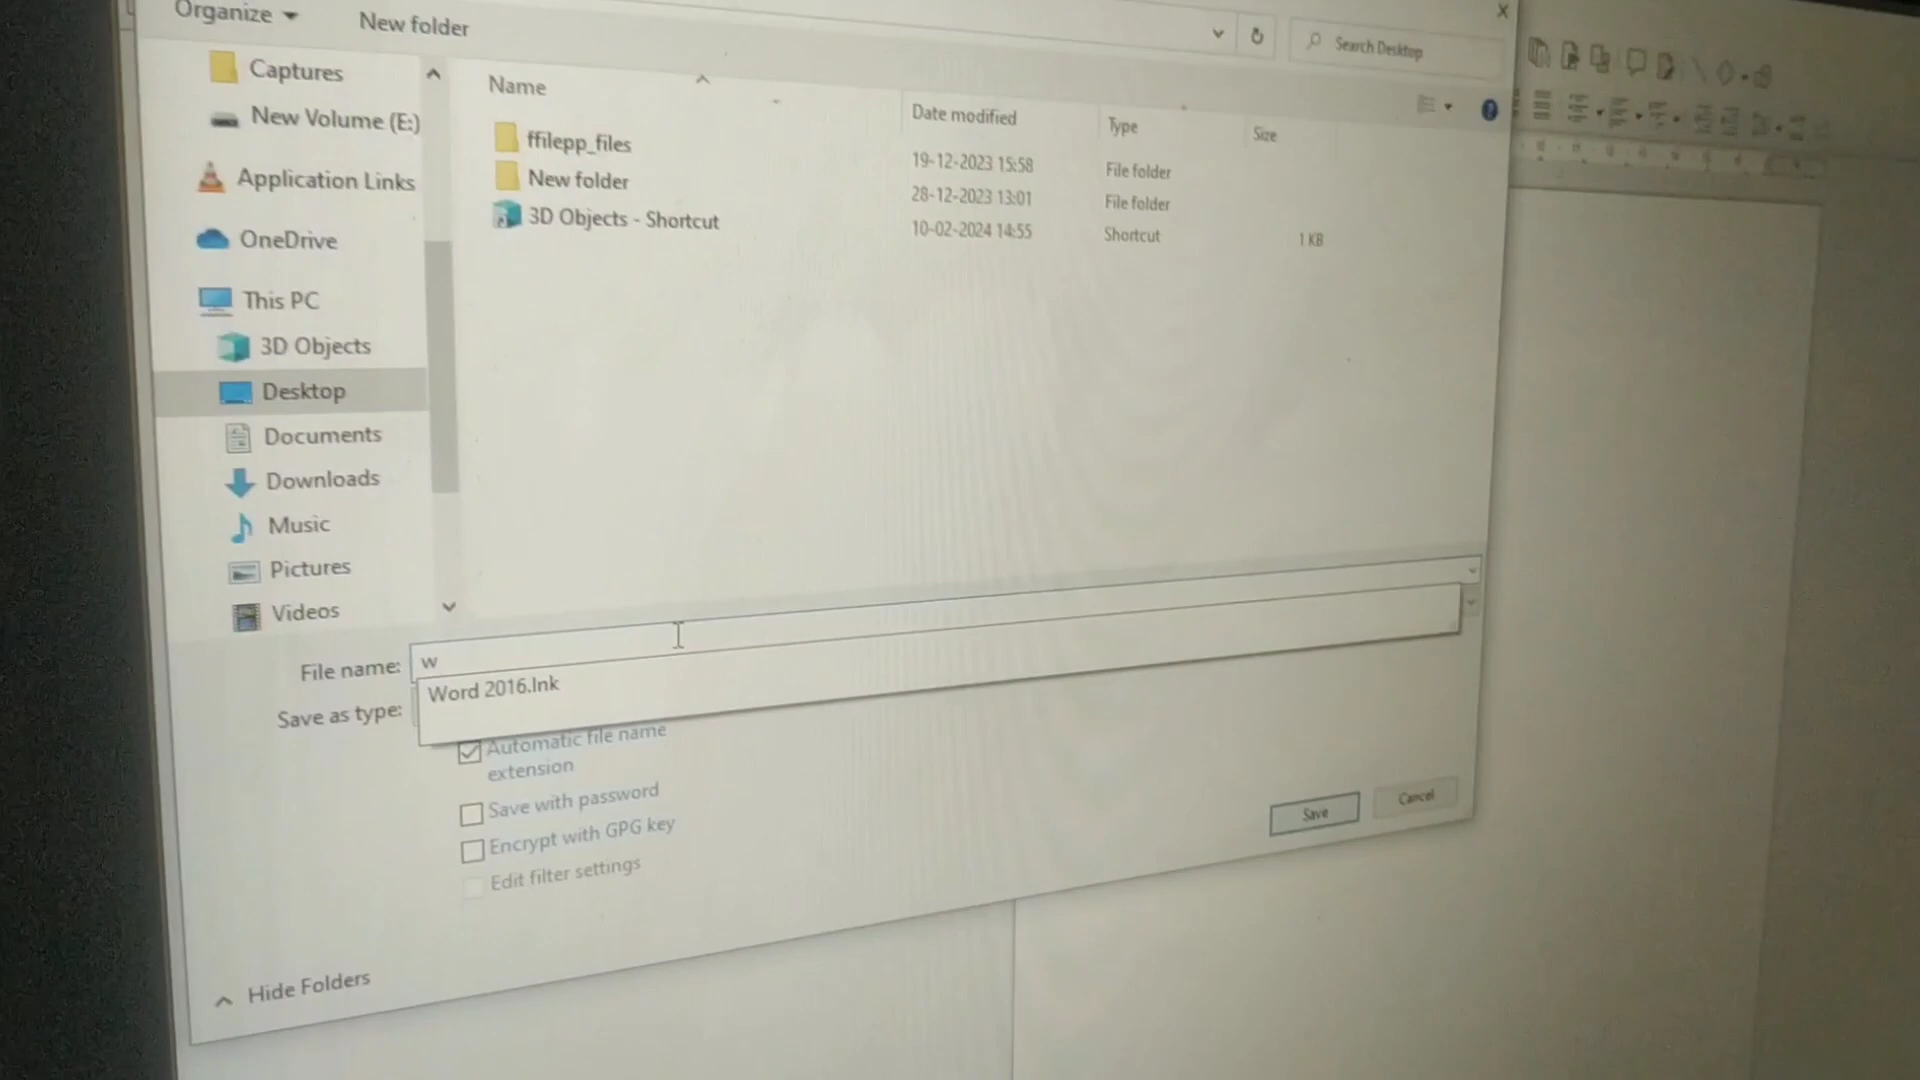 Organize
New folder
Search Desktop
Captures
New Volume (E:)
Application Links
OneDrive
This PC
3D Objects
Desktop
Documents
Downloads
Music
Pictures
Videos
Name
Date modified
Type
Size
ffilepp_files
19-12-2023 15:58
File folder
New folder
28-12-2023 13:01
File folder
3D Objects - Shortcut
10-02-2024 14:55
Shortcut
1 KB
File name: w
Word 2016.lnk
Save as type:
Automatic file name
extension
Save with password
Encrypt with GPG key
Edit filter settings
Save
Cancel
Hide Folders